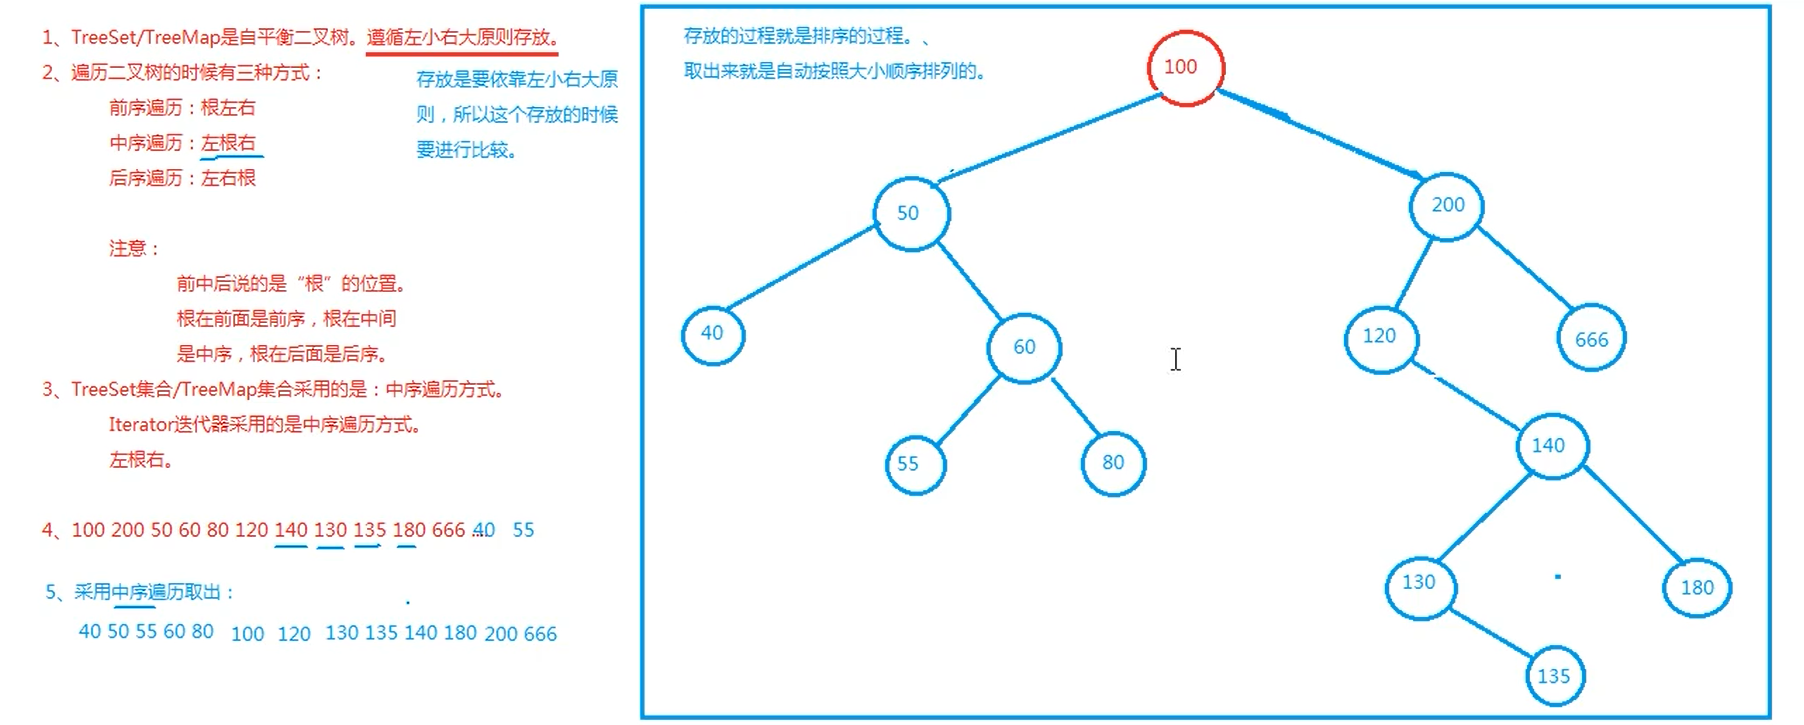 1、TreeSet/TreeMap是自平衡二叉树。遵循左小右大原则存放。
2、遍历二叉树的时候有三种方式：
前序遍历：根左右
中序遍历：左根右
后序遍历：左右根
存放是要依靠左小右大原
则，所以这个存放的时候
要进行比较。
注意：
前中后说的是“根”的位置。
根在前面是前序，根在中间
是中序，根在后面是后序。
3、TreeSet集合/TreeMap集合采用的是：中序遍历方式。
Iterator迭代器采用的是中序遍历方式。
左根右。
4、100 200 50 60 80 120 140 130 135 180 666 40 55
5、采用中序遍历取出：
40 50 55 60 80 100 120 130 135 140 180 200 666
存放的过程就是排序的过程。、
取出来就是自动按照大小顺序排列的。
100
50
200
40
60
120
666
55
80
140
130
180
135